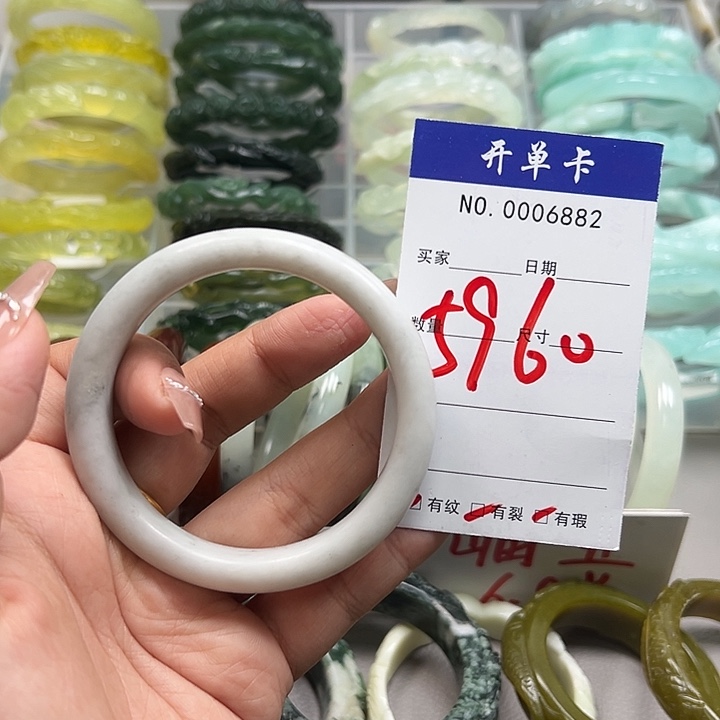 开单卡
NO. 0006882
买家 日期
数量 尺寸
5960
有纹 有裂 有瑕